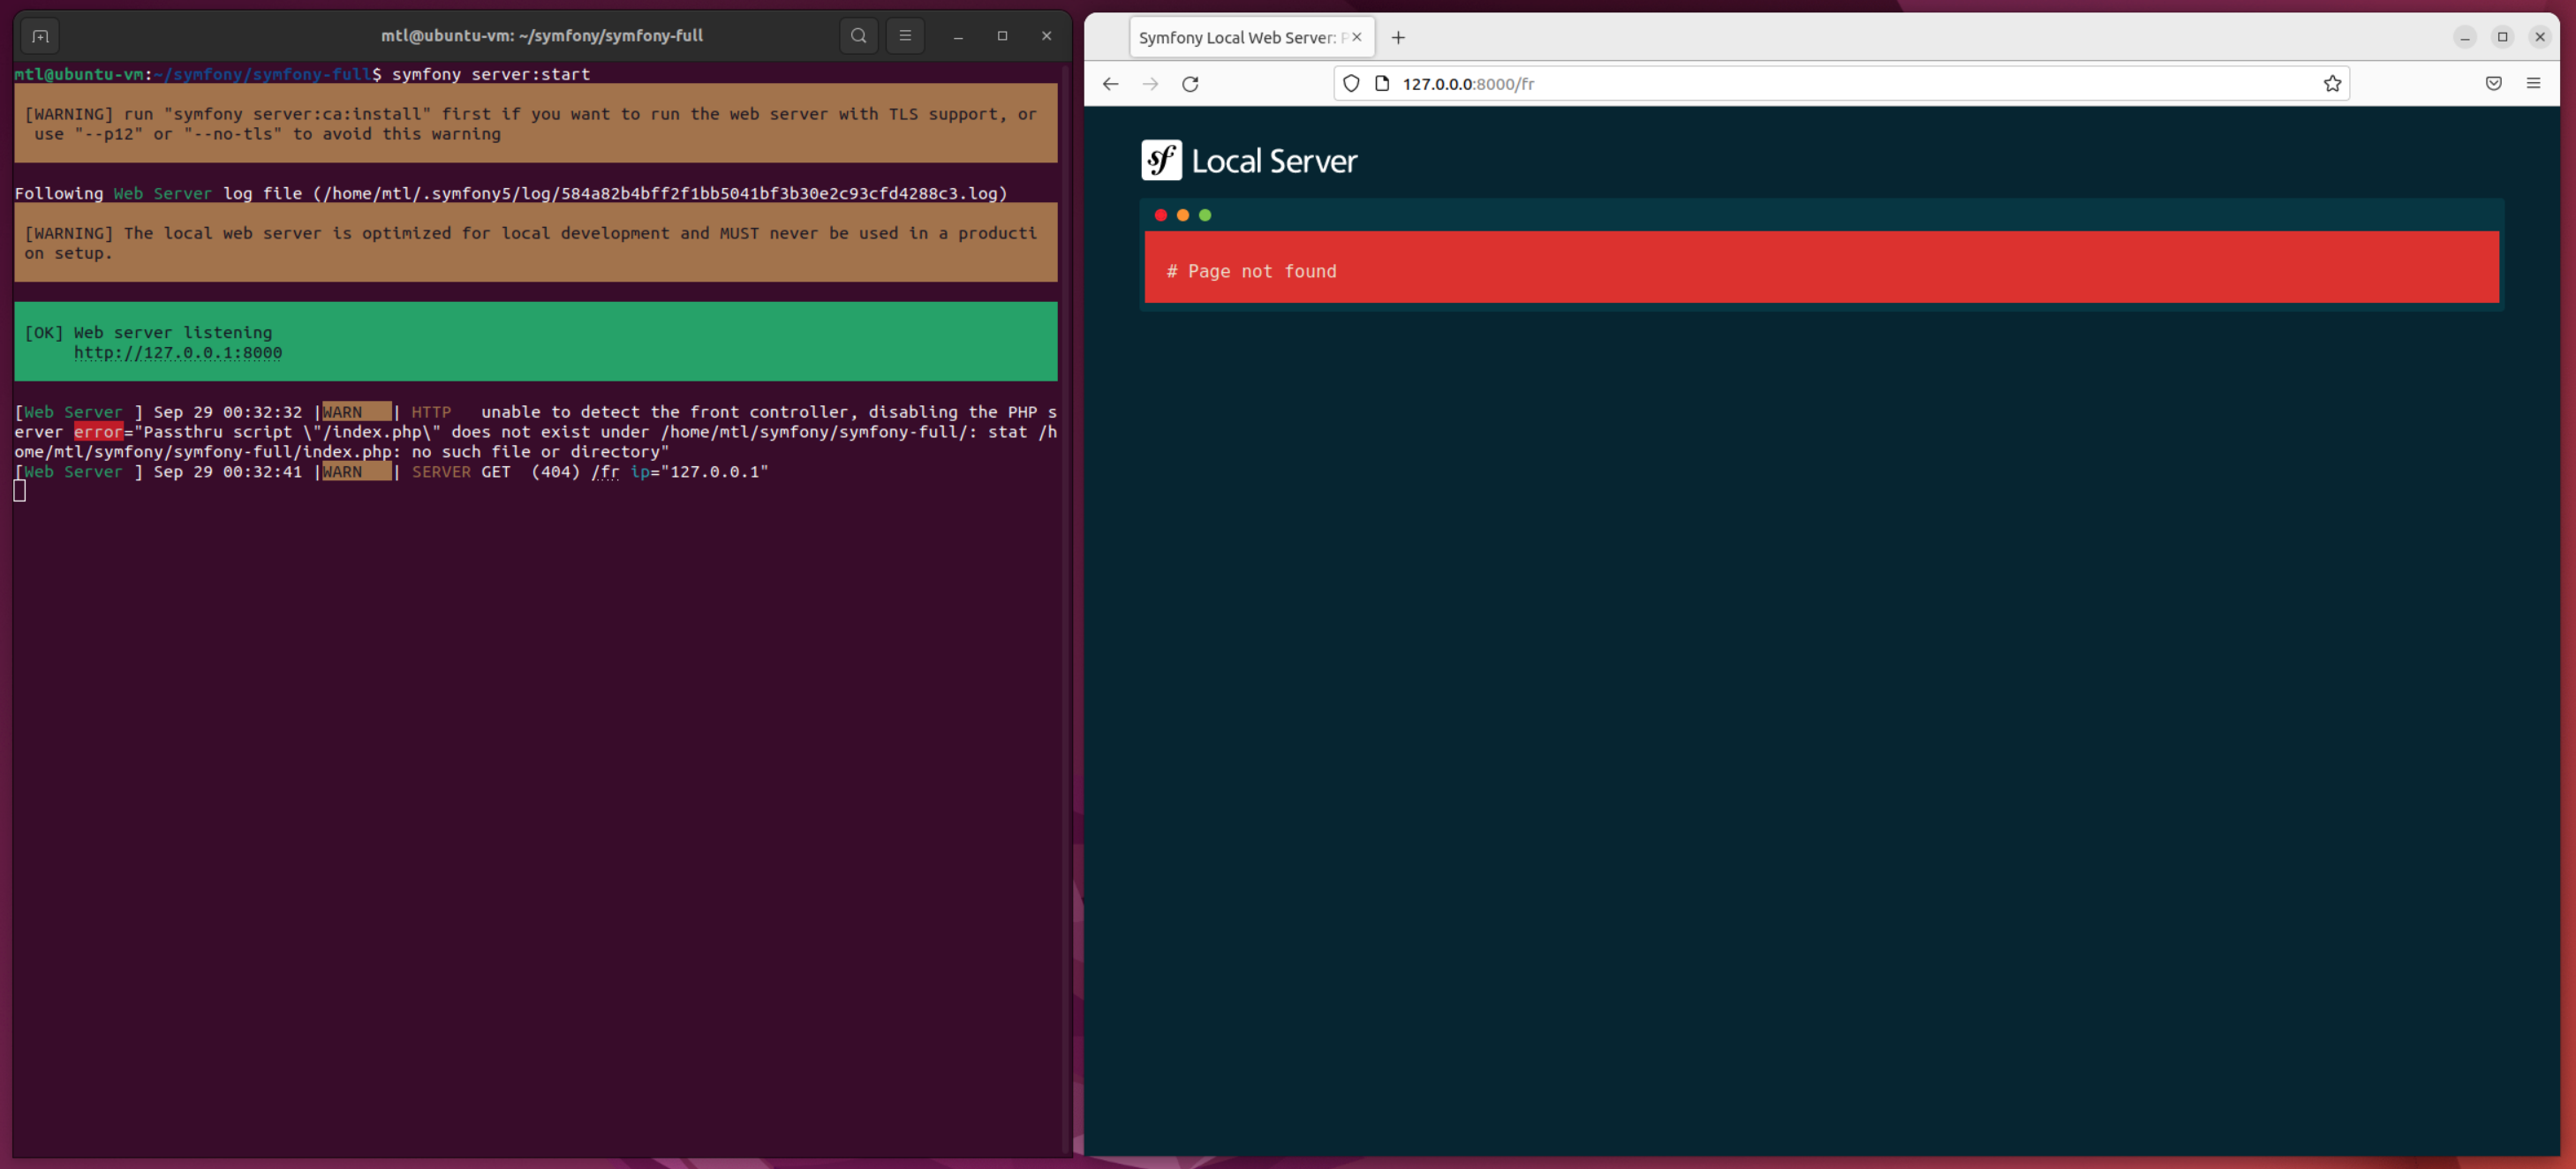 mtl@ubuntu-vm: ~/symfony/symfony-full
mtl@ubuntu-vm:~/symfony/symfony-full$ symfony server:start
[WARNING] run "symfony server:ca:install" first if you want to run the web server with TLS support, or
use "--p12" or "--no-tls" to avoid this warning
Following Web Server log file (/home/mtl/.symfony5/log/584a82b4bff2f1bb5041bf3b30e2c93cfd4288c3.log)
[WARNING] The local web server is optimized for local development and MUST never be used in a producti
on setup.
[OK] Web server listening
http://127.0.0.1:8000
[Web Server ] Sep 29 00:32:32 |WARN | HTTP unable to detect the front controller, disabling the PHP s
erver error="Passthru script \"/index.php\" does not exist under /home/mtl/symfony/symfony-full/: stat /h
ome/mtl/symfony/symfony-full/index.php: no such file or directory"
[Web Server ] Sep 29 00:32:41 |WARN | SERVER GET (404) /fr ip="127.0.0.1"
Symfony Local Web Server: P
127.0.0.0:8000/fr
sf Local Server
# Page not found